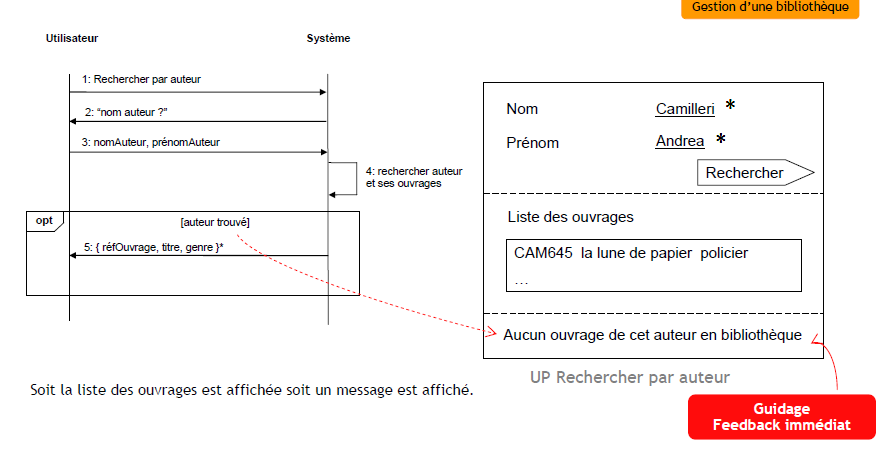 Gestion d'une bibliothèque
Utilisateur
Système
1: Rechercher par auteur
2: "nom auteur ?"
3: nomAuteur, prénomAuteur
4: rechercher auteur
et ses ouvrages
opt
[auteur trouvé]
5: { réfOuvrage, titre, genre }*
Nom Camilleri *
Prénom Andrea *
Rechercher
Liste des ouvrages
CAM645 la lune de papier policier
...
Aucun ouvrage de cet auteur en bibliothèque
UP Rechercher par auteur
Soit la liste des ouvrages est affichée soit un message est affiché.
Guidage
Feedback immédiat